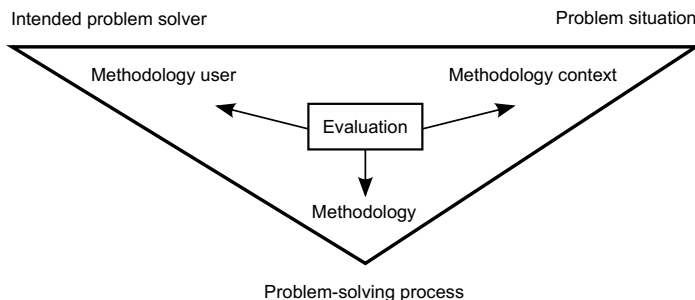 Intended problem solver
Problem situation
Methodology user
Methodology context
Evaluation
Methodology
Problem-solving process